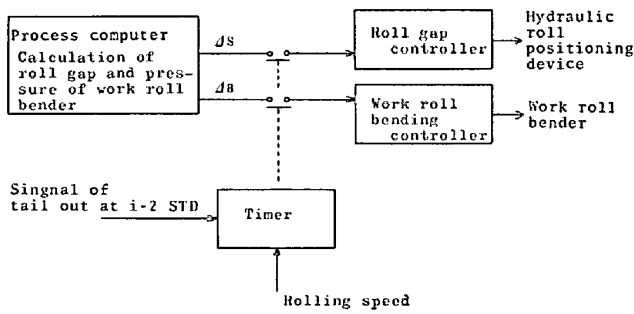 Process computer
Calculation of
roll gap and pres-
sure of work roll
bender
ΔS
ΔB
Roll gap
controller
Hydraulic
roll
positioning
device
Work roll
bending
controller
Work roll
bender
Singnal of
tail out at i-2 STD
Timer
Rolling speed